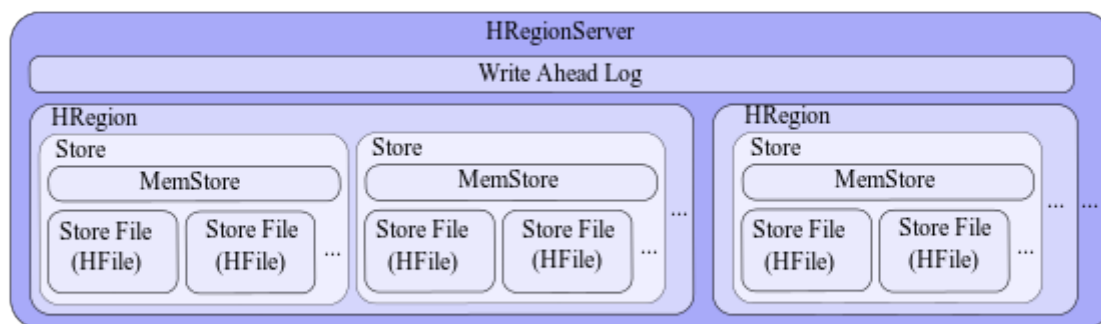 HRegionServer
Write Ahead Log
HRegion
Store
MemStore
Store File
(HFile)
Store File
(HFile)
...
Store
MemStore
Store File
(HFile)
Store File
(HFile)
...
...
HRegion
Store
MemStore
Store File
(HFile)
Store File
(HFile)
...
...
...